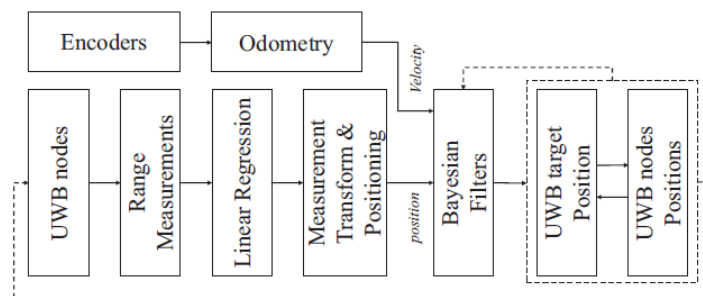 Encoders
Odometry
Velocity
UWB nodes
Range
Measurements
Linear Regression
Measurement
Transform &
Positioning
position
Bayesian
Filters
UWB target
Position
UWB nodes
Positions